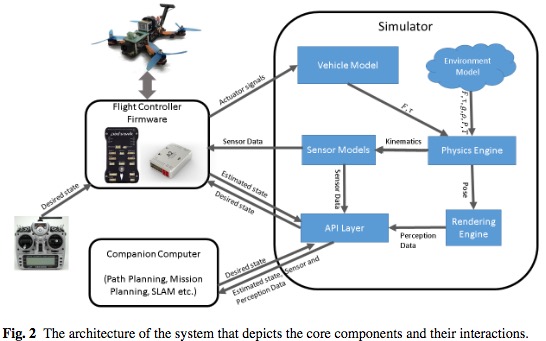 Simulator
Vehicle Model
Environment
Model
Actuator signals
Flight Controller
Firmware
F, τ
Sensor Data
Sensor Models
Kinematics
Physics Engine
Desired state
Estimated state
Desired state
Sensor
Data
Pose
API Layer
Perception
Data
Rendering
Engine
Companion Computer
(Path Planning, Mission
Planning, SLAM etc.)
Desired state
Estimated state, Sensor and
Perception Data
Fig. 2 The architecture of the system that depicts the core components and their interactions.